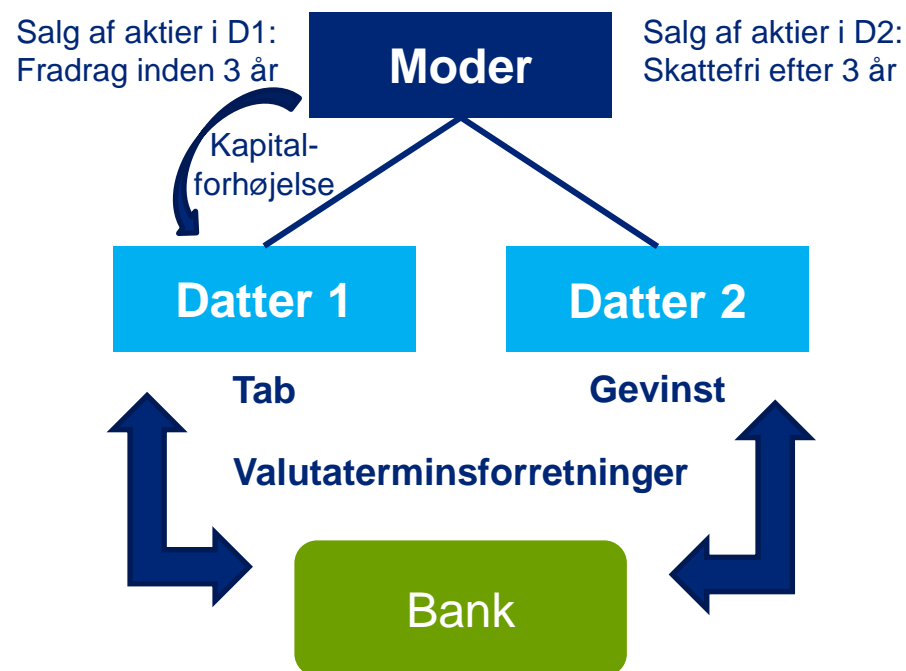 Salg af aktier i D1:
Fradrag inden 3 år
Moder
Salg af aktier i D2:
Skattefri efter 3 år
Kapital-
forhøjelse
Datter 1
Datter 2
Tab
Gevinst
Valutaterminsforretninger
Bank